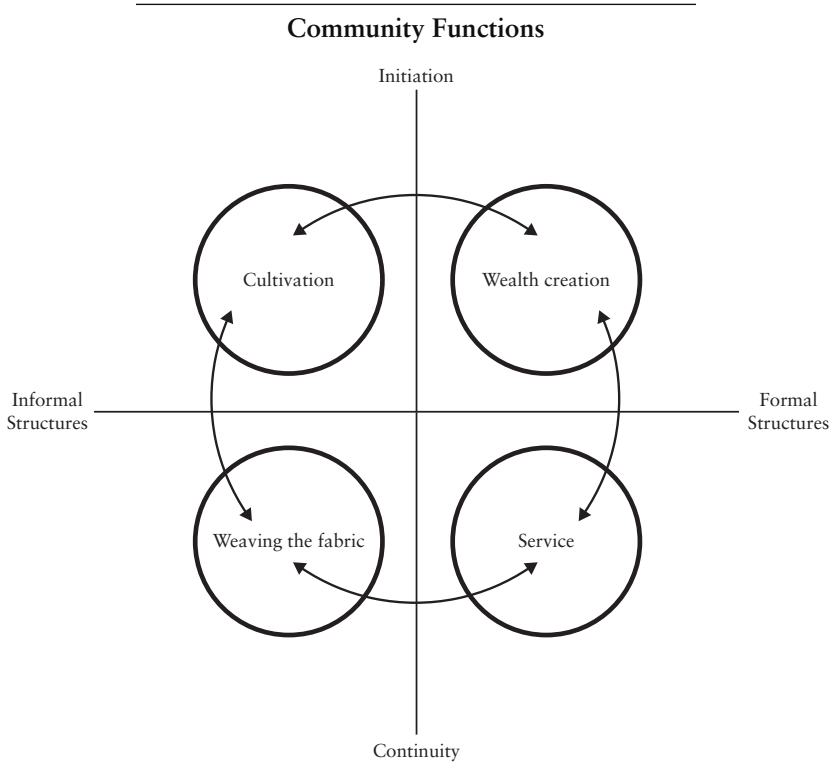 Community Functions
Initiation
Cultivation
Wealth creation
Informal
Structures
Formal
Structures
Weaving the fabric
Service
Continuity